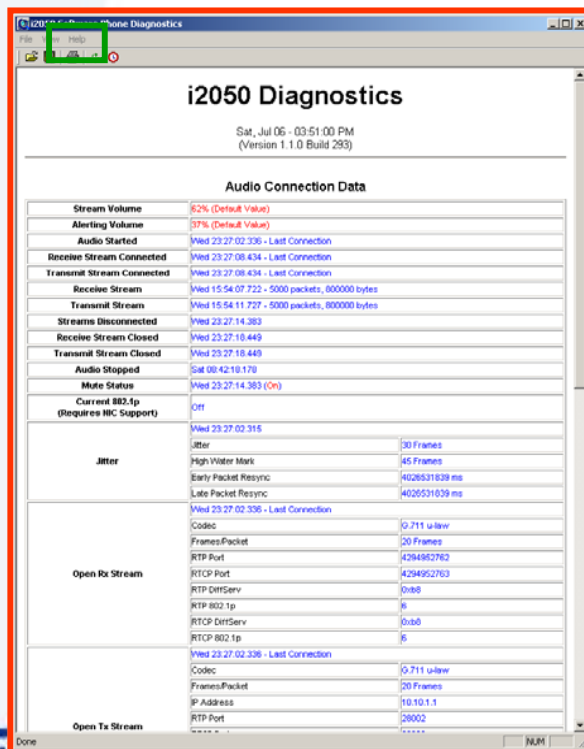 i2050 Software Phone Diagnostics
File View Help
i2050 Diagnostics
Sat, Jul 06 - 03:51:00 PM
(Version 1.1.0 Build 293)
Audio Connection Data
Stream Volume 62% (Default Value)
Alerting Volume 37% (Default Value)
Audio Started Wed 23:27:02.336 - Last Connection
Receive Stream Connected Wed 23:27:08.434 - Last Connection
Transmit Stream Connected Wed 23:27:08.434 - Last Connection
Receive Stream Wed 15:54:07.722 - 5000 packets, 800000 bytes
Transmit Stream Wed 15:54:11.727 - 5000 packets, 800000 bytes
Streams Disconnected Wed 23:27:14.383
Receive Stream Closed Wed 23:27:18.449
Transmit Stream Closed Wed 23:27:18.449
Audio Stopped Sat 08:42:18.178
Mute Status Wed 23:27:14.383 (On)
Current 802.1p
(Requires NIC Support) Off
Jitter
Wed 23:27:02.315
Jitter 30 Frames
High Water Mark 45 Frames
Early Packet Resync 4026531839 ms
Late Packet Resync 4026531839 ms
Open Rx Stream
Wed 23:27:02.336 - Last Connection
Codec G.711 u-law
Frames/Packet 20 Frames
RTP Port 4294952762
RTCP Port 4294952763
RTP DiffServ 0xb8
RTP 802.1p 6
RTCP DiffServ 0xb8
RTCP 802.1p 6
Open Tx Stream
Wed 23:27:02.336 - Last Connection
Codec G.711 u-law
Frames/Packet 20 Frames
IP Address 10.10.1.1
RTP Port 28002
Done NUM